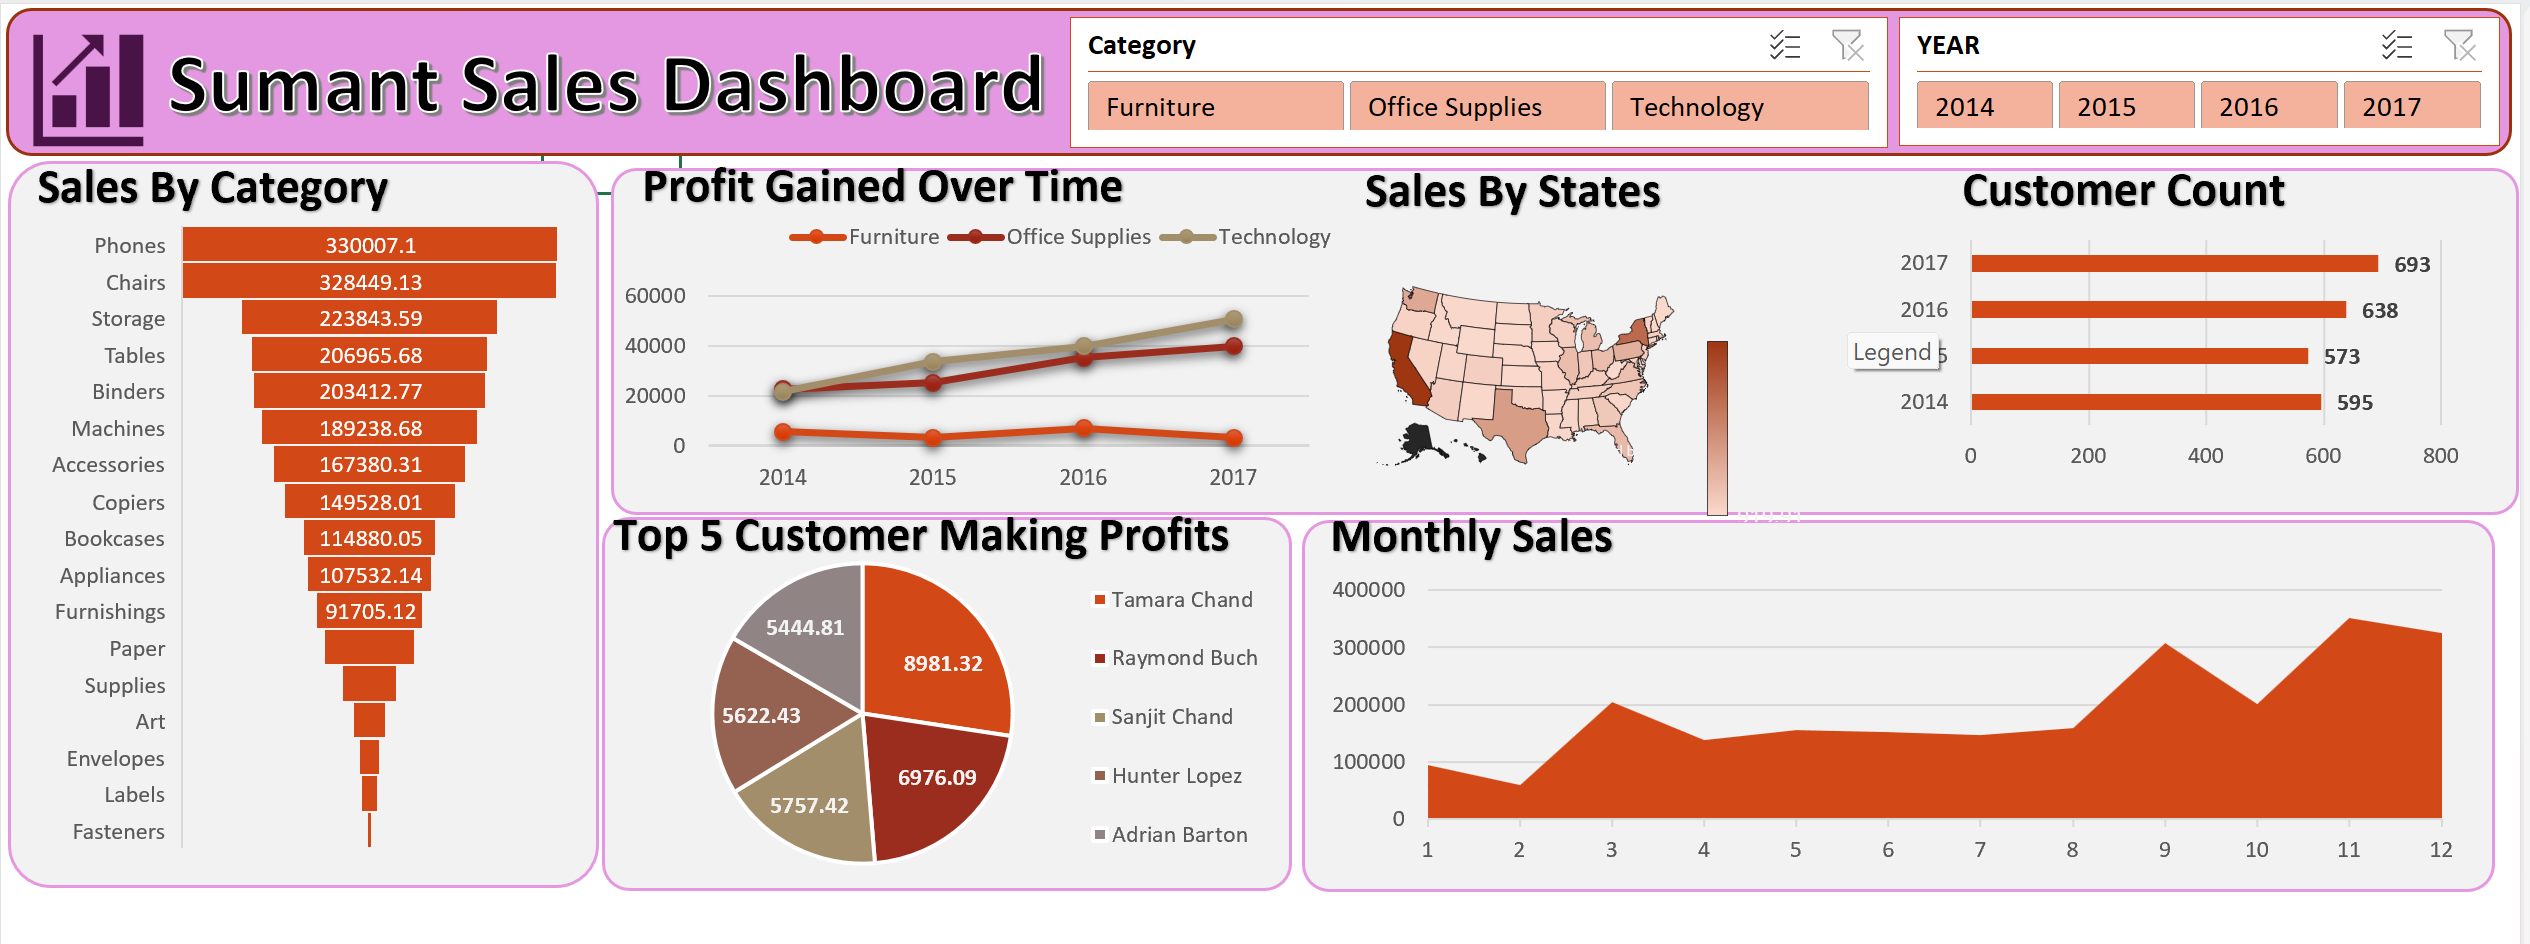 Sumant Sales Dashboard
Category
Furniture
Office Supplies
Technology
YEAR
2014
2015
2016
2017
Sales By Category
Phones 330007.1
Chairs 328449.13
Storage 223843.59
Tables 206965.68
Binders 203412.77
Machines 189238.68
Accessories 167380.31
Copiers 149528.01
Bookcases 114880.05
Appliances 107532.14
Furnishings 91705.12
Paper
Supplies
Art
Envelopes
Labels
Fasteners
Profit Gained Over Time
Furniture Office Supplies Technology
60000
40000
20000
0
2014 2015 2016 2017
Sales By States
Customer Count
2017 693
2016 638
Legend 5 573
2014 595
0 200 400 600 800
Top 5 Customer Making Profits
8981.32
6976.09
5757.42
5622.43
5444.81
Tamara Chand
Raymond Buch
Sanjit Chand
Hunter Lopez
Adrian Barton
Monthly Sales
400000
300000
200000
100000
0
1 2 3 4 5 6 7 8 9 10 11 12